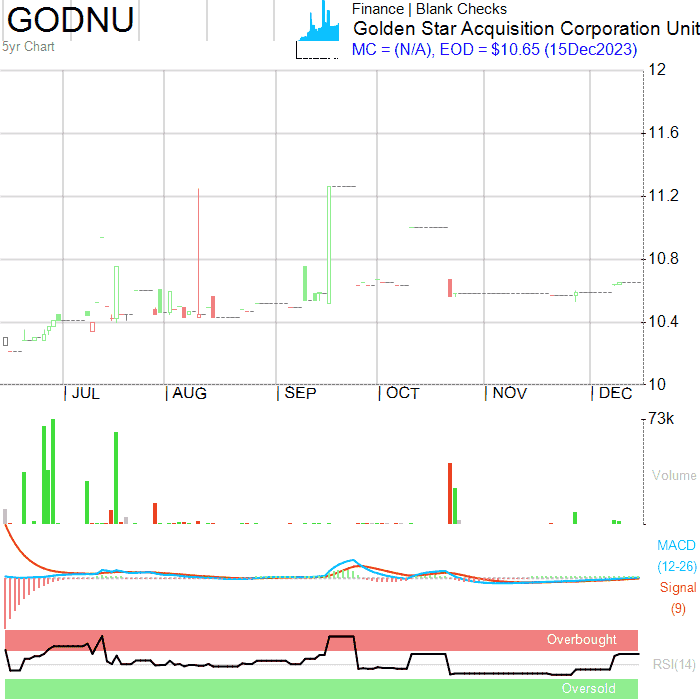 GODNU
5yr Chart
Finance | Blank Checks
Golden Star Acquisition Corporation Unit
MC = (N/A), EOD = $10.65 (15Dec2023)
12
11.6
11.2
10.8
10.4
10
JUL AUG SEP OCT NOV DEC
73k
Volume
MACD
(12-26)
Signal
(9)
Overbought
RSI(14)
Oversold